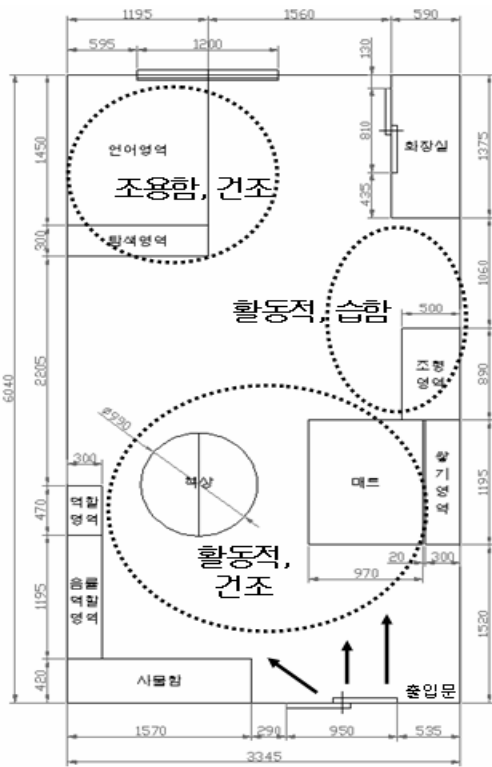 1195
1560
590
595
1200
130
언어영역
화장실
810
1375
1450
조용함, 건조
435
300
탐색영역
1060
활동적, 습함
500
6040
2205
조형
영역
890
ø990
300
책상
매트
쌓기영역
1195
역할
영역
470
활동적,
건조
20
300
970
음률
역할
영역
1195
1520
사물함
420
출입문
1570
290
950
535
3345